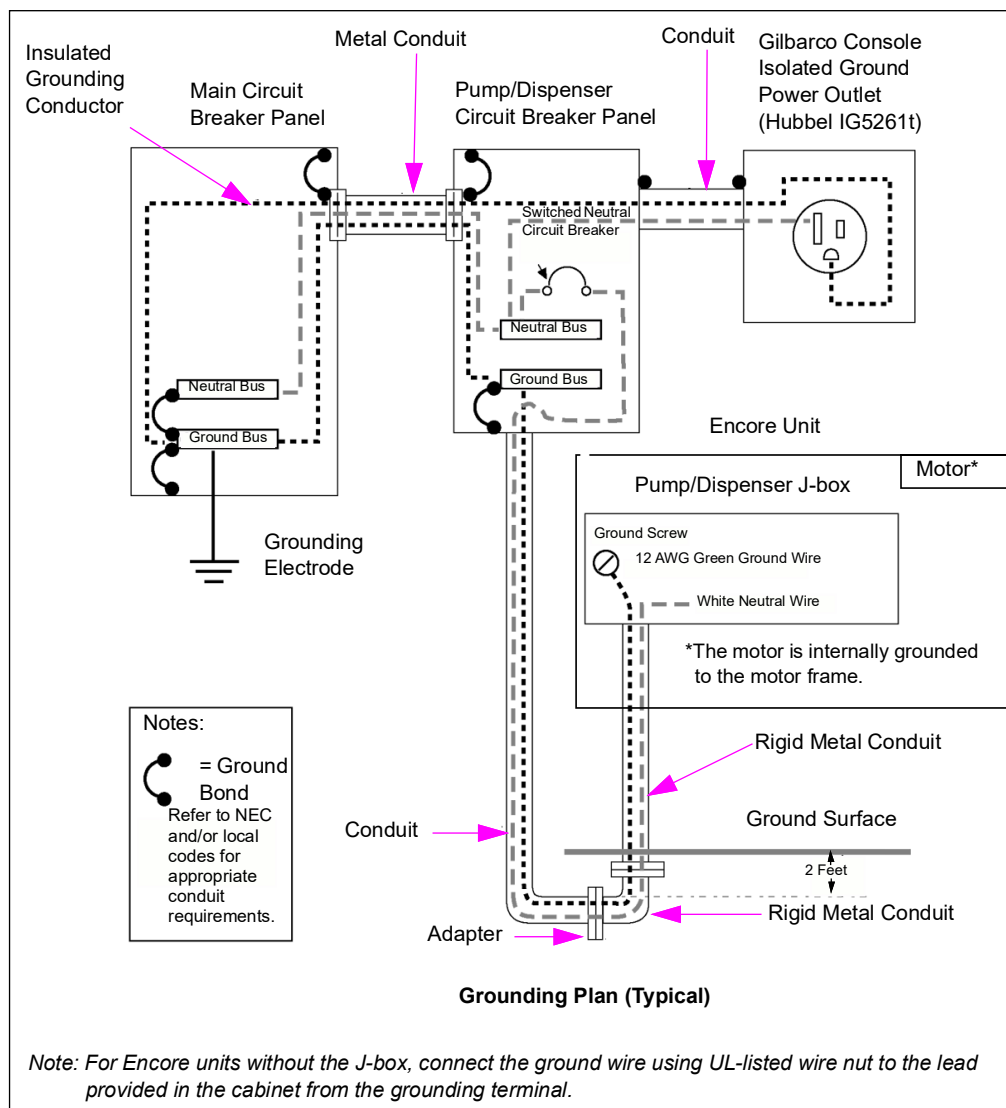 Insulated
Grounding
Conductor
Metal Conduit
Conduit
Gilbarco Console
Isolated Ground
Power Outlet
(Hubbel IG5261t)
Main Circuit
Breaker Panel
Pump/Dispenser
Circuit Breaker Panel
Switched Neutral
Circuit Breaker
Neutral Bus
Ground Bus
Neutral Bus
Ground Bus
Grounding
Electrode
Encore Unit
Motor*
Pump/Dispenser J-box
Ground Screw
12 AWG Green Ground Wire
White Neutral Wire
*The motor is internally grounded
to the motor frame.
Notes:
= Ground
Bond
Refer to NEC
and/or local
codes for
appropriate
conduit
requirements.
Rigid Metal Conduit
Ground Surface
Conduit
2 Feet
Rigid Metal Conduit
Adapter
Grounding Plan (Typical)
Note: For Encore units without the J-box, connect the ground wire using UL-listed wire nut to the lead
provided in the cabinet from the grounding terminal.